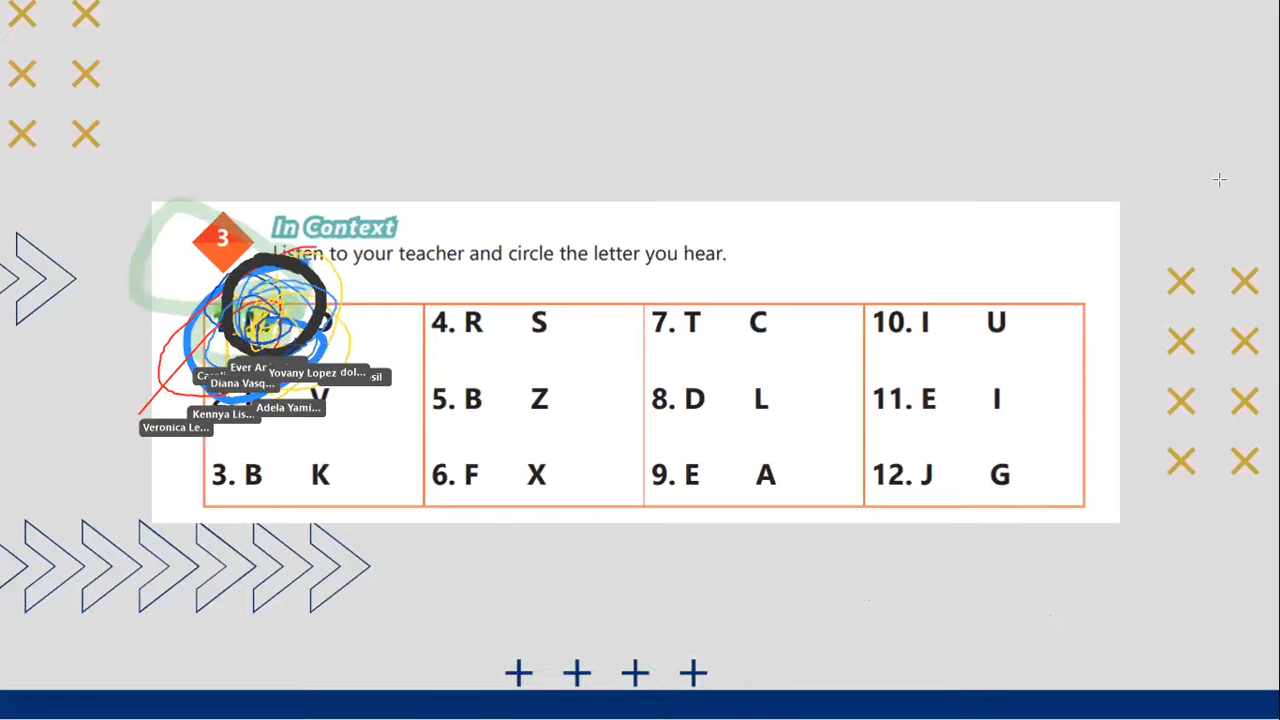 3
In Context
Listen to your teacher and circle the letter you hear.
4. R S
7. T C
10. I U
5. B Z
8. D L
11. E I
3. B K
6. F X
9. E A
12. J G
Ever Ar
Yovany Lopez dol...
Diana Vasq...
Kennya Lis...
Adela Yami...
Veronica Le...